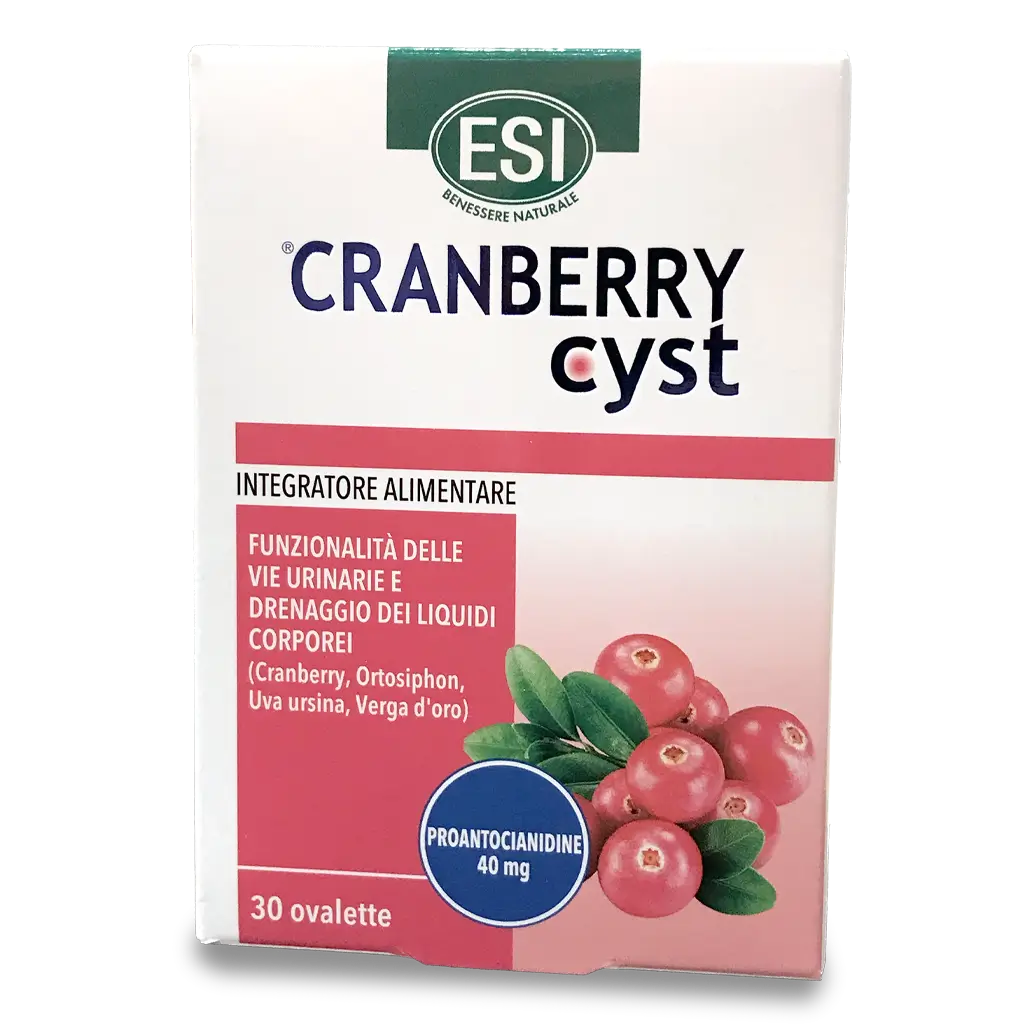 ESI
BENESSERE NATURALE
®CRANBERRY
cyst
INTEGRATORE ALIMENTARE
FUNZIONALITÀ DELLE
VIE URINARIE E
DRENAGGIO DEI LIQUIDI
CORPOREI
(Cranberry, Ortosiphon,
Uva ursina, Verga d'oro)
PROANTOCIANIDINE
40 mg
30 ovalette